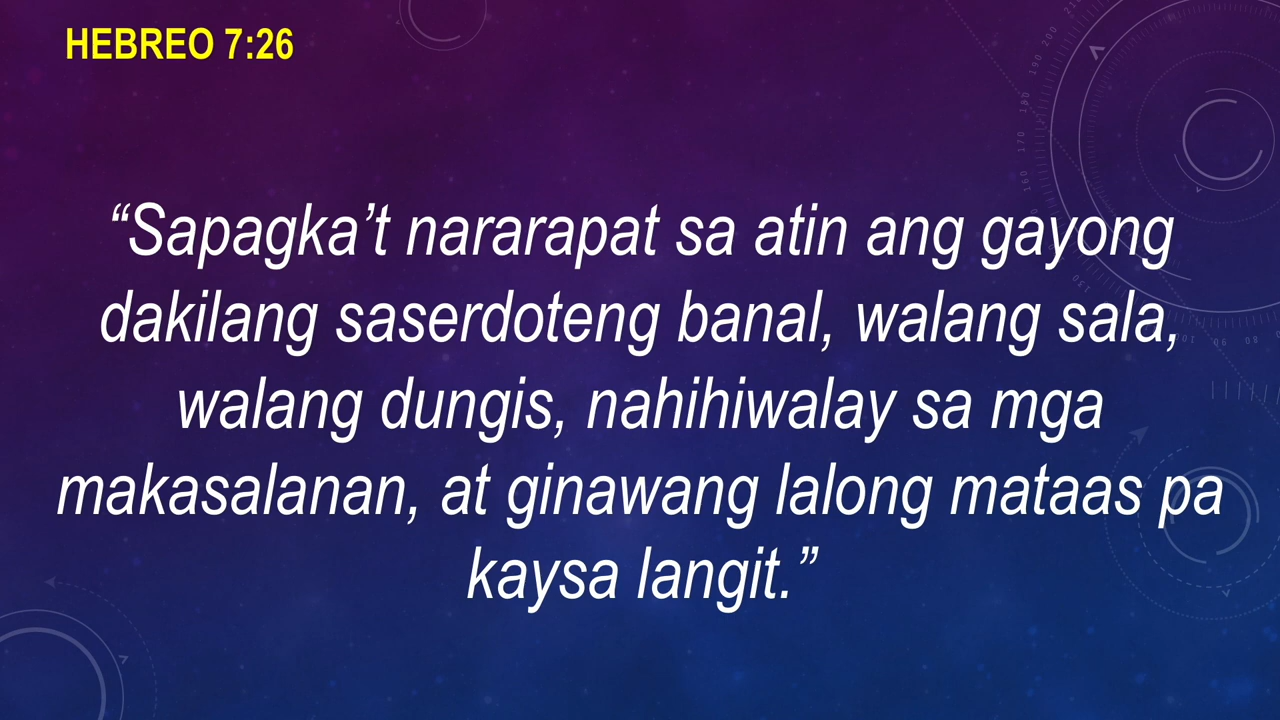 HEBREO 7:26
“Sapagka’t nararapat sa atin ang gayong
dakilang saserdoteng banal, walang sala,
walang dungis, nahihiwalay sa mga
makasalanan, at ginawang lalong mataas pa
kaysa langit.”